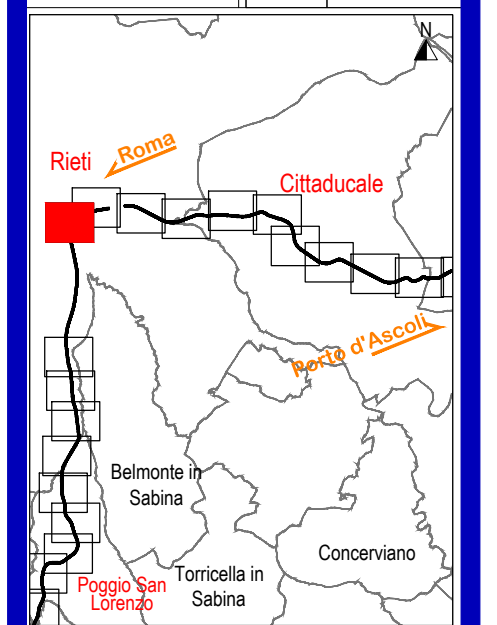 N
Roma
Rieti
Cittaducale
Porto d'Ascoli
Belmonte in
Sabina
Concerviano
Torricella in
Sabina
Poggio San
Lorenzo